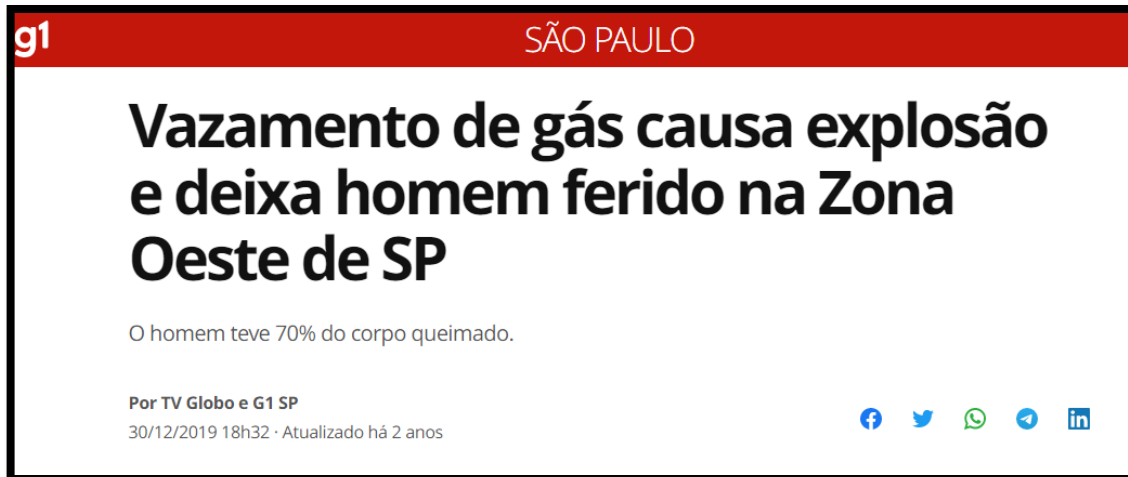 g1
SÃO PAULO
Vazamento de gás causa explosão
e deixa homem ferido na Zona
Oeste de SP
O homem teve 70% do corpo queimado.
Por TV Globo e G1 SP
30/12/2019 18h32 · Atualizado há 2 anos
in